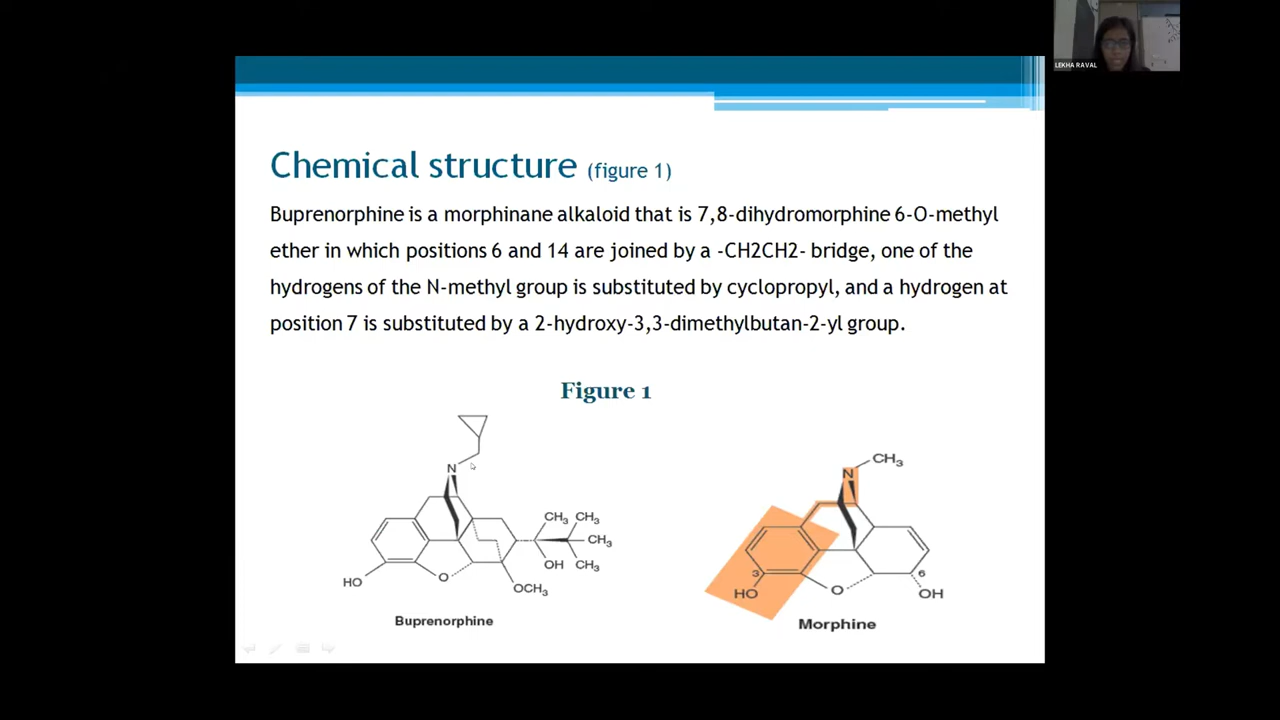 LEKHA RAVAL
Chemical structure (figure 1)
Buprenorphine is a morphinane alkaloid that is 7,8-dihydromorphine 6-O-methyl
ether in which positions 6 and 14 are joined by a -CH2CH2- bridge, one of the
hydrogens of the N-methyl group is substituted by cyclopropyl, and a hydrogen at
position 7 is substituted by a 2-hydroxy-3,3-dimethylbutan-2-yl group.
Figure 1
N
CH3 CH3
CH3
OH CH3
HO
O
OCH3
Buprenorphine
N
CH3
3
6
HO
O
OH
Morphine